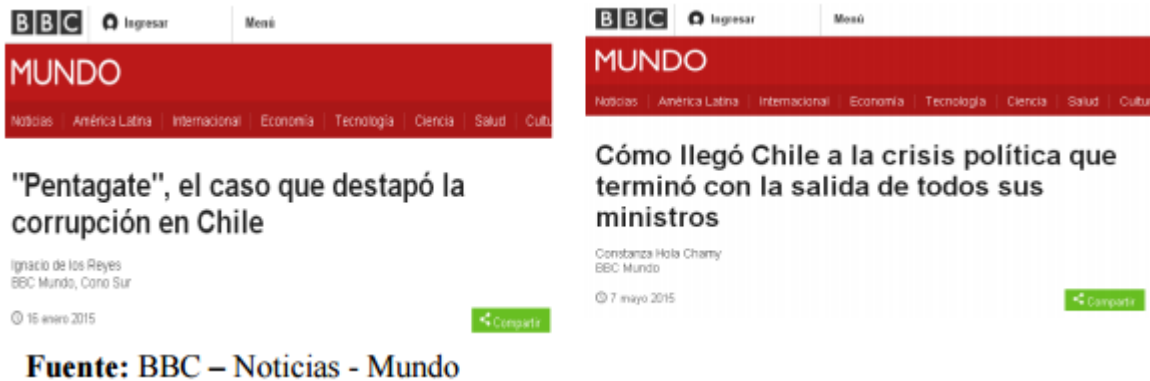 BBC Ingresar Menú
MUNDO
Noticias América Latina Internacional Economía Tecnología Ciencia Salud Cultu
"Pentagate", el caso que destapó la
corrupción en Chile
Ignacio de los Reyes
BBC Mundo, Cono Sur
16 enero 2015
Compartir
BBC Ingresar Menú
MUNDO
Noticias América Latina Internacional Economía Tecnología Ciencia Salud Cultu
Cómo llegó Chile a la crisis política que
terminó con la salida de todos sus
ministros
Constanza Hola Chamy
BBC Mundo
7 mayo 2015
Compartir
Fuente: BBC – Noticias - Mundo